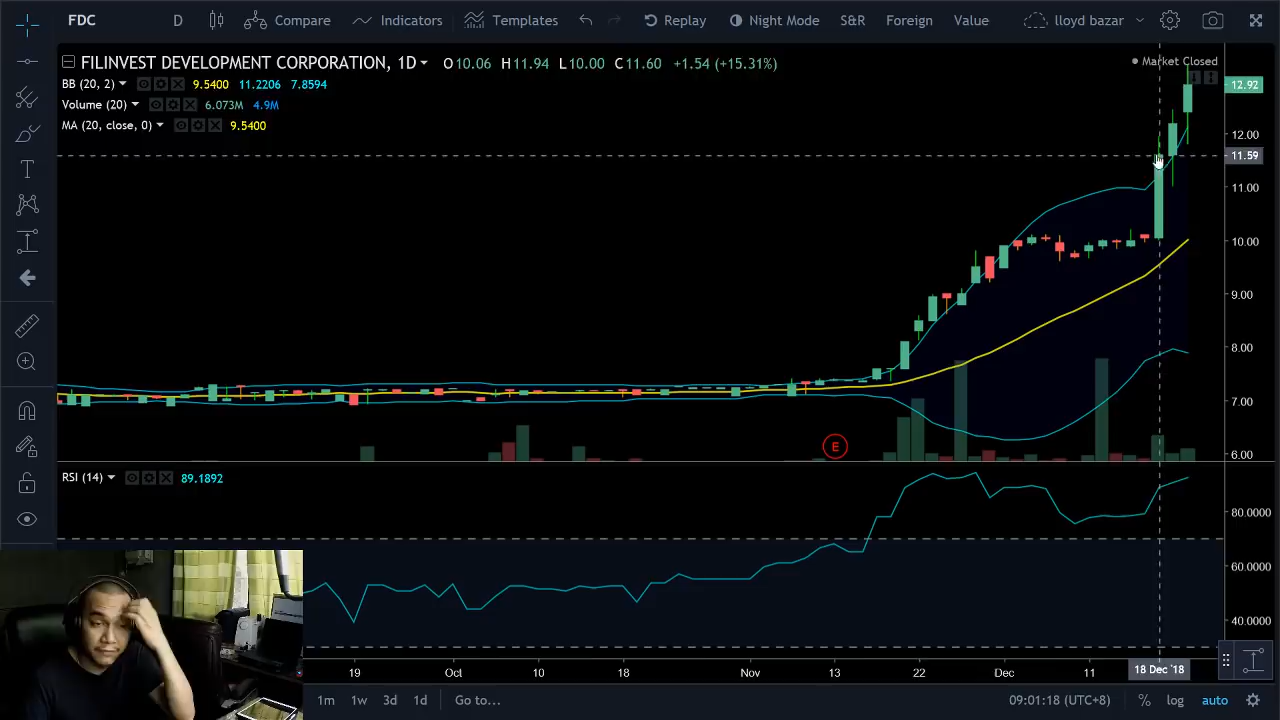 FDC D Compare Indicators Templates Replay Night Mode S&R Foreign Value lloyd bazar
FILINVEST DEVELOPMENT CORPORATION, 1D O10.06 H11.94 L10.00 C11.60 +1.54 (+15.31%)
Market Closed
BB (20, 2) 9.5400 11.2206 7.8594
Volume (20) 6.073M 4.9M
MA (20, close, 0) 9.5400
12.92
12.00
11.59
11.00
10.00
9.00
8.00
7.00
6.00
E
RSI (14) 89.1892
80.0000
60.0000
40.0000
19 Oct 10 18 Nov 13 22 Dec 11 18 Dec '18
1m 1w 3d 1d Go to... 09:01:18 (UTC+8) % log auto